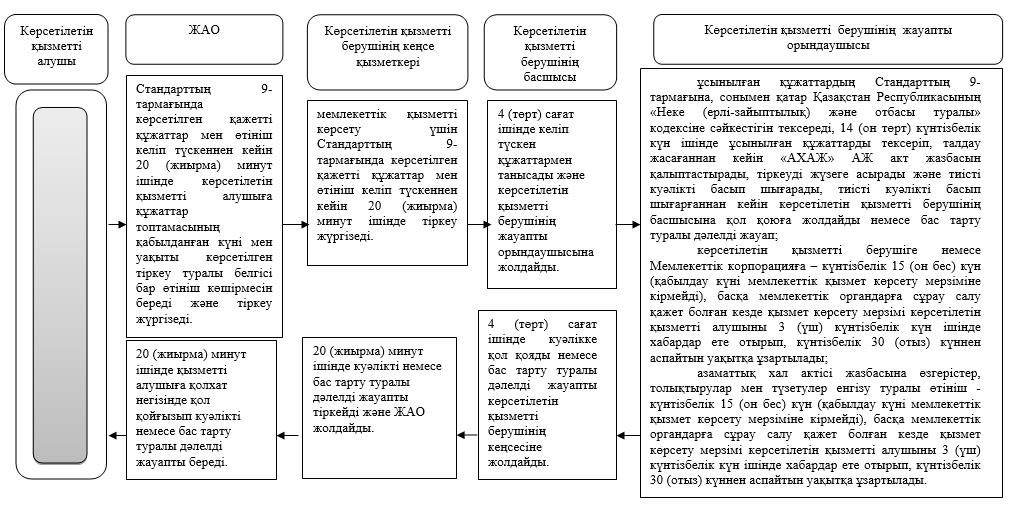 Көрсетілетін
қызметті
алушы
ЖАО
Көрсетілетін қызметті
берушінің кеңсе
қызметкері
Көрсетілетін
қызметті
берушінің
басшысы
Көрсетілетін қызметті берушінің жауапты
орындаушысы
Стандарттың 9-
тармағында
көрсетілген қажетті
құжаттар мен өтініш
келіп түскеннен кейін
20 (жиырма) минут
ішінде көрсетілетін
қызметті алушыға
құжаттар
топтамасының
қабылданған күні мен
уақыты көрсетілген
тіркеу туралы белгісі
бар өтініш көшірмесін
береді және тіркеу
жүргізеді.
мемлекеттік қызметті
көрсету үшін
Стандарттың 9-
тармағында көрсетілген
қажетті құжаттар мен
өтініш келіп түскеннен
кейін 20 (жиырма)
минут ішінде тіркеу
жүргізеді.
4 (төрт) сағат
ішінде келіп
түскен
құжаттармен
танысады және
көрсетілетін
қызметті
берушінің
жауапты
орындаушысына
жолдайды.
ұсынылған құжаттардың Стандарттың 9-
тармағына, сонымен қатар Қазақстан Республикасының
«Неке (ерлі-зайыптылық) және отбасы туралы»
кодексіне сәйкестігін тексереді, 14 (он төрт) күнтізбелік
күн ішінде ұсынылған құжаттарды тексеріп, талдау
жасағаннан кейін «АХАЖ» АЖ акт жазбасын
қалыптастырады, тіркеуді жүзеге асырады және тиісті
куәлікті басып шығарады, тиісті куәлікті басып
шығарғаннан кейін көрсетілетін қызметті берушінің
басшысына қол қоюға жолдайды немесе бас тарту
туралы дәлелді жауап;
көрсетілетін қызметті берушіге немесе
Мемлекеттік корпорацияға – күнтізбелік 15 (он бес) күн
(қабылдау күні мемлекеттік қызмет көрсету мерзіміне
кірмейді), басқа мемлекеттік органдарға сұрау салу
қажет болған кезде қызмет көрсету мерзімі көрсетілетін
қызметті алушыны 3 (үш) күнтізбелік күн ішінде
хабардар ете отырып, күнтізбелік 30 (отыз) күннен
аспайтын уақытқа ұзартылады;
азаматтық хал актісі жазбасына өзгерістер,
толықтырулар мен түзетулер енгізу туралы өтініш -
күнтізбелік 15 (он бес) күн (қабылдау күні мемлекеттік
қызмет көрсету мерзіміне кірмейді), басқа мемлекеттік
органдарға сұрау салу қажет болған кезде қызмет
көрсету мерзімі көрсетілетін қызметті алушыны 3 (үш)
күнтізбелік күн ішінде хабардар ете отырып, күнтізбелік
30 (отыз) күннен аспайтын уақытқа ұзартылады.
4 (төрт) сағат
ішінде куәлікке
қол қояды немесе
бас тарту туралы
дәлелді жауапты
көрсетілетін
қызметті
берушінің
кеңсесіне
жолдайды.
20 (жиырма) минут
ішінде куәлікті немесе
бас тарту туралы
дәлелді жауапты
тіркейді және ЖАО
жолдайды.
20 (жиырма) минут
ішінде қызметті
алушыға қолхат
негізінде қол
қойғызып куәлікті
немесе бас тарту
туралы дәлелді
жауапты береді.